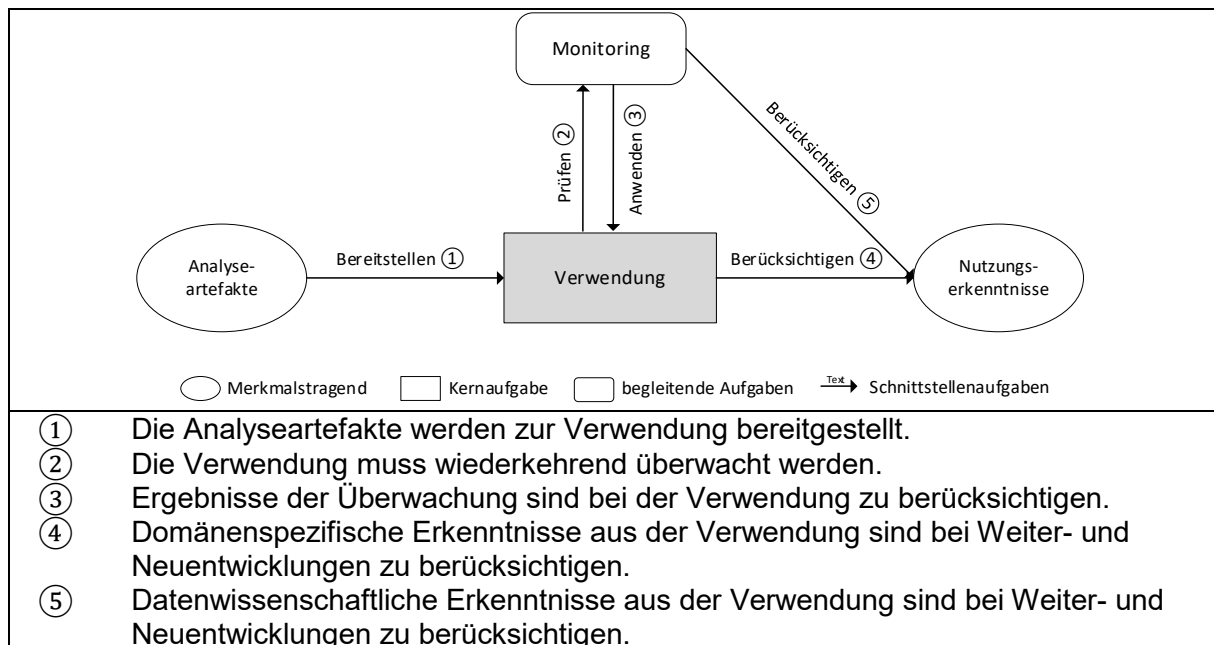 Monitoring
Prüfen ②
Anwenden ③
Berücksichtigen ⑤
Analyse-
artefakte
Bereitstellen ①
Verwendung
Berücksichtigen ④
Nutzungs-
erkenntnisse
Merkmalstragend
Kernaufgabe
begleitende Aufgaben
Text
Schnittstellenaufgaben
① Die Analyseartefakte werden zur Verwendung bereitgestellt.
② Die Verwendung muss wiederkehrend überwacht werden.
③ Ergebnisse der Überwachung sind bei der Verwendung zu berücksichtigen.
④ Domänenspezifische Erkenntnisse aus der Verwendung sind bei Weiter- und
Neuentwicklungen zu berücksichtigen.
⑤ Datenwissenschaftliche Erkenntnisse aus der Verwendung sind bei Weiter- und
Neuentwicklungen zu berücksichtigen.